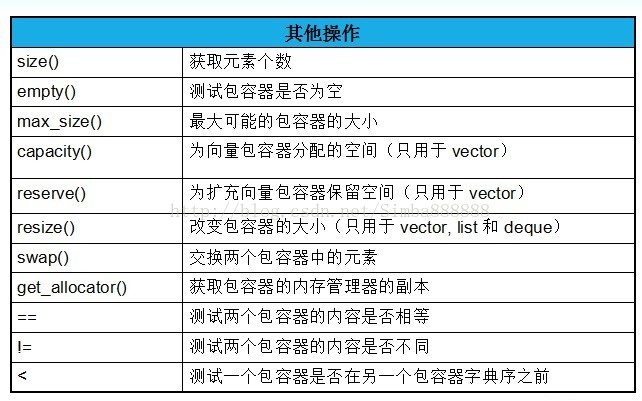 其他操作
size() 获取元素个数
empty() 测试包容器是否为空
max_size() 最大可能的包容器的大小
capacity() 为向量包容器分配的空间（只用于 vector）
reserve() 为扩充向量包容器保留空间（只用于 vector）
http://blog.csdn.net/Simba888888
resize() 改变包容器的大小（只用于 vector, list 和 deque）
swap() 交换两个包容器中的元素
get_allocator() 获取包容器的内存管理器的副本
== 测试两个包容器的内容是否相等
!= 测试两个包容器的内容是否不同
< 测试一个包容器是否在另一个包容器字典序之前